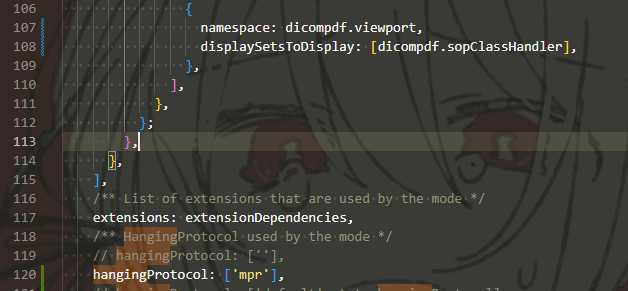 106 {
107 namespace: dicompdf.viewport,
108 displaySetsToDisplay: [dicompdf.sopClassHandler],
109 },
110 ],
111 },
112 };
113 },
114 },
115 ],
116 /** List of extensions that are used by the mode */
117 extensions: extensionDependencies,
118 /** HangingProtocol used by the mode */
119 // hangingProtocol: [''],
120 hangingProtocol: ['mpr'],